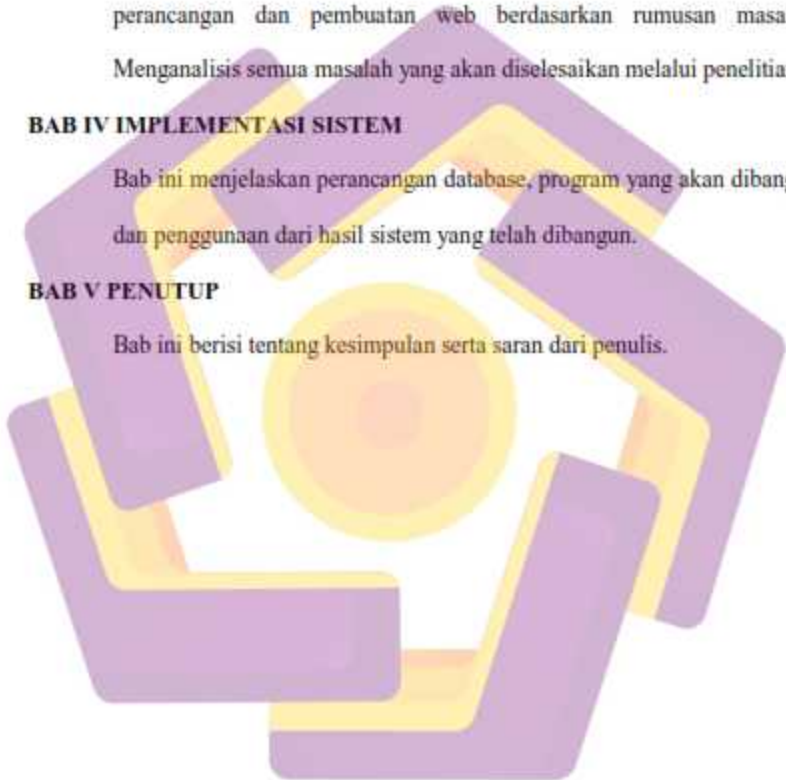 perancangan dan pembuatan web berdasarkan rumusan masa
Menganalisis semua masalah yang akan diselesaikan melalui penelitia
BAB IV IMPLEMENTASI SISTEM
Bab ini menjelaskan perancangan database, program yang akan dibang
dan penggunaan dari hasil sistem yang telah dibangun.
BAB V PENUTUP
Bab ini berisi tentang kesimpulan serta saran dari penulis.